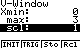 V-Window
Xmin: 0
max: 3
scl: 1
INIT TRIG Sto Rcl